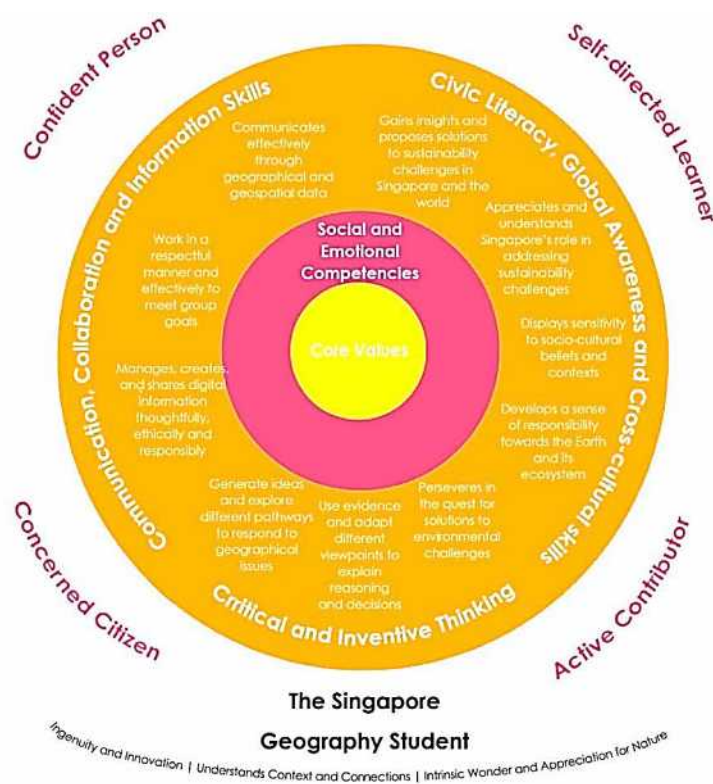 Confident Person
Self-directed Learner
Communication, Collaboration and Information Skills
Civic Literacy, Global Awareness and Cross-cultural skills
Communicates
effectively
through
geographical and
geospatial data
Gains insights and
proposes solutions
to sustainability
challenges in
Singapore and the
world
Work in a
respectful
manner and
effectively to
meet group
goals
Social and
Emotional
Competencies
Appreciates and
understands
Singapore's role in
addressing
sustainability
challenges
Core Values
Displays sensitivity
to socio-cultural
beliefs and
contexts
Manages, creates,
and shares digital
information
thoughtfully,
ethically and
responsibly
Develops a sense
of responsibility
towards the Earth
and its
ecosystem
Generate ideas
and explore
different pathways
to respond to
geographical
issues
Use evidence
and adapt
different
viewpoints to
explain
reasoning
and decisions
Perseveres in
the quest for
solutions to
environmental
challenges
Crritical and Inventive Thinking
Concerned Citizen
Active Contributor
The Singapore
Geography Student
Ingenuity and Innovation | Understands Context and Connections | Intrinsic Wonder and Appreciation for Nature